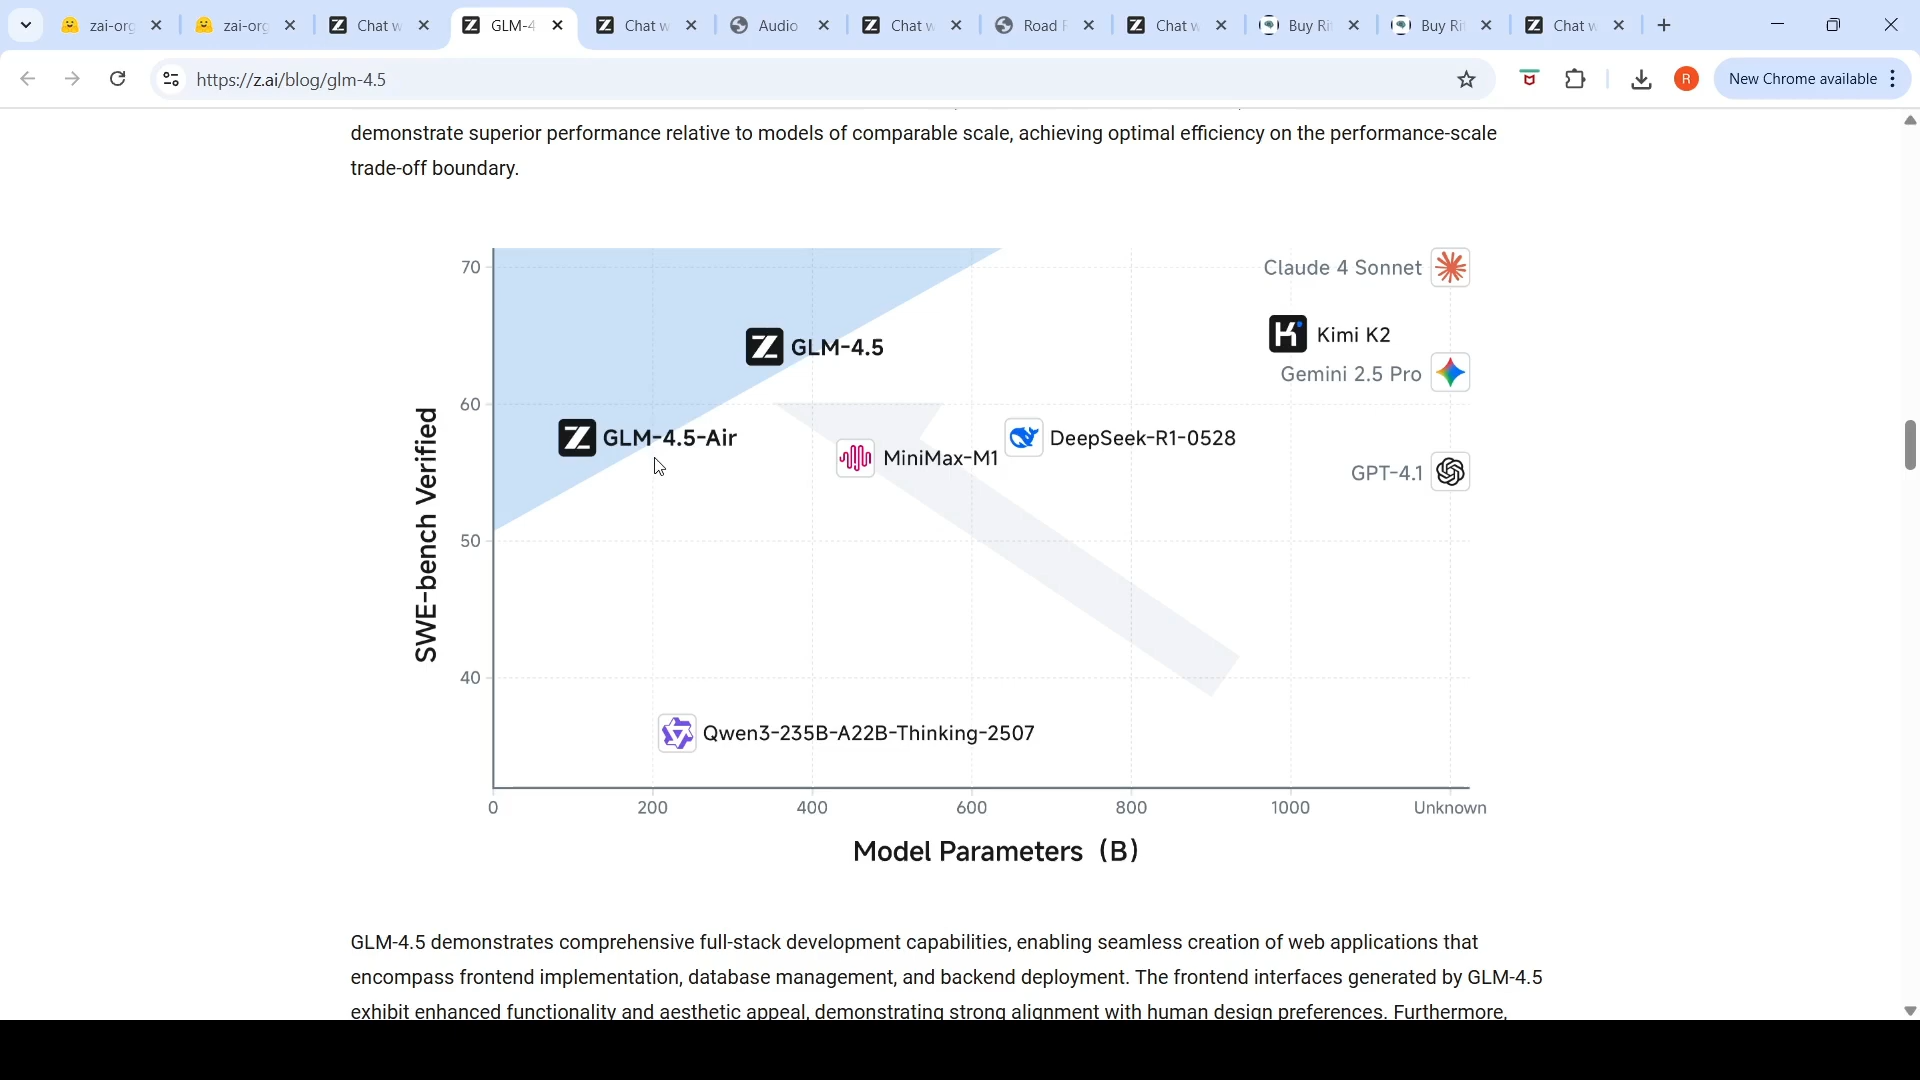 zai-org
zai-org
Chat w
GLM-4
Chat w
Audio
Chat w
Road
Chat w
Buy Ri
Buy Ri
Chat w
https://z.ai/blog/glm-4.5
R
New Chrome available
demonstrate superior performance relative to models of comparable scale, achieving optimal efficiency on the performance-scale
trade-off boundary.
70
Claude 4 Sonnet
GLM-4.5
Kimi K2
Gemini 2.5 Pro
60
GLM-4.5-Air
MiniMax-M1
DeepSeek-R1-0528
GPT-4.1
SWE-bench Verified
50
40
Qwen3-235B-A22B-Thinking-2507
0 200 400 600 800 1000 Unknown
Model Parameters（B）
GLM-4.5 demonstrates comprehensive full-stack development capabilities, enabling seamless creation of web applications that
encompass frontend implementation, database management, and backend deployment. The frontend interfaces generated by GLM-4.5
exhibit enhanced functionality and aesthetic appeal, demonstrating strong alignment with human design preferences. Furthermore,